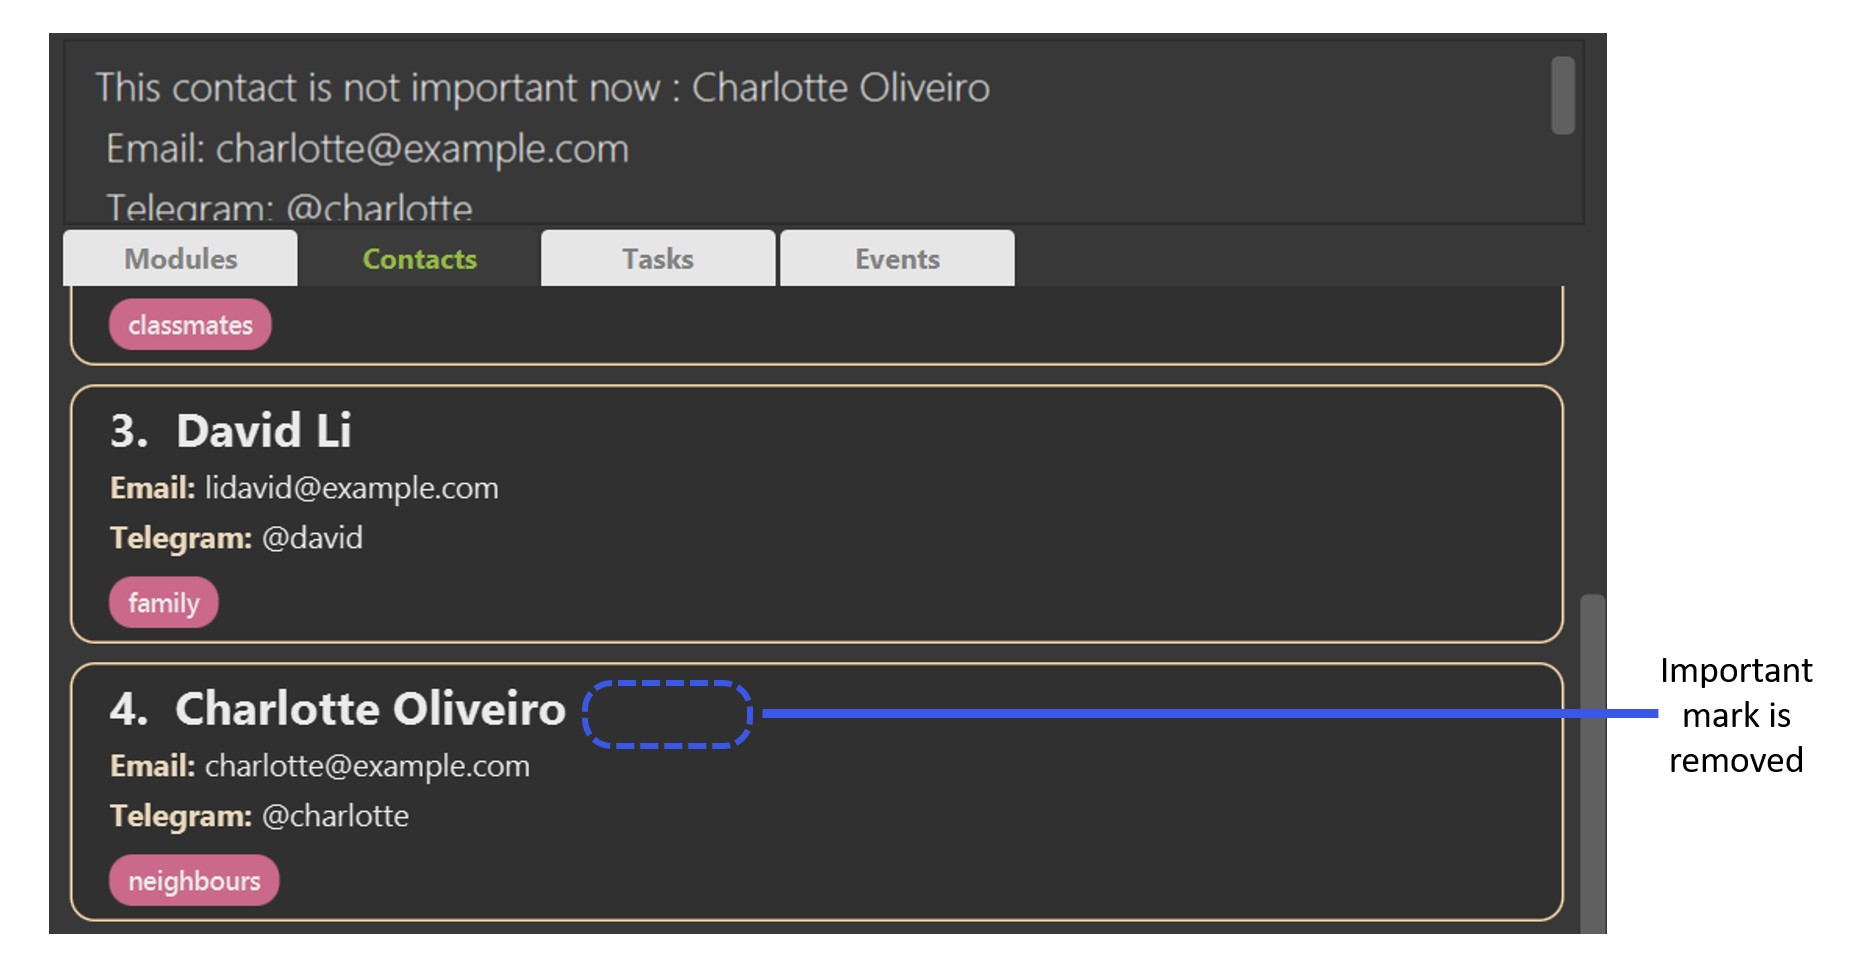 This contact is not important now : Charlotte Oliveiro
Email: charlotte@example.com
Telegram: @charlotte
Modules Contacts Tasks Events
classmates
3. David Li
Email: lidavid@example.com
Telegram: @david
family
4. Charlotte Oliveiro
Email: charlotte@example.com
Telegram: @charlotte
neighbours
Important
mark is
removed